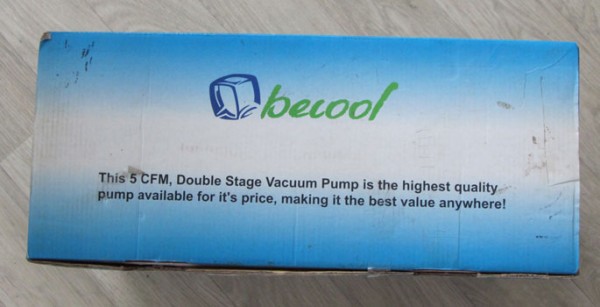 becool
This 5 CFM, Double Stage Vacuum Pump is the highest quality
pump available for it's price, making it the best value anywhere!